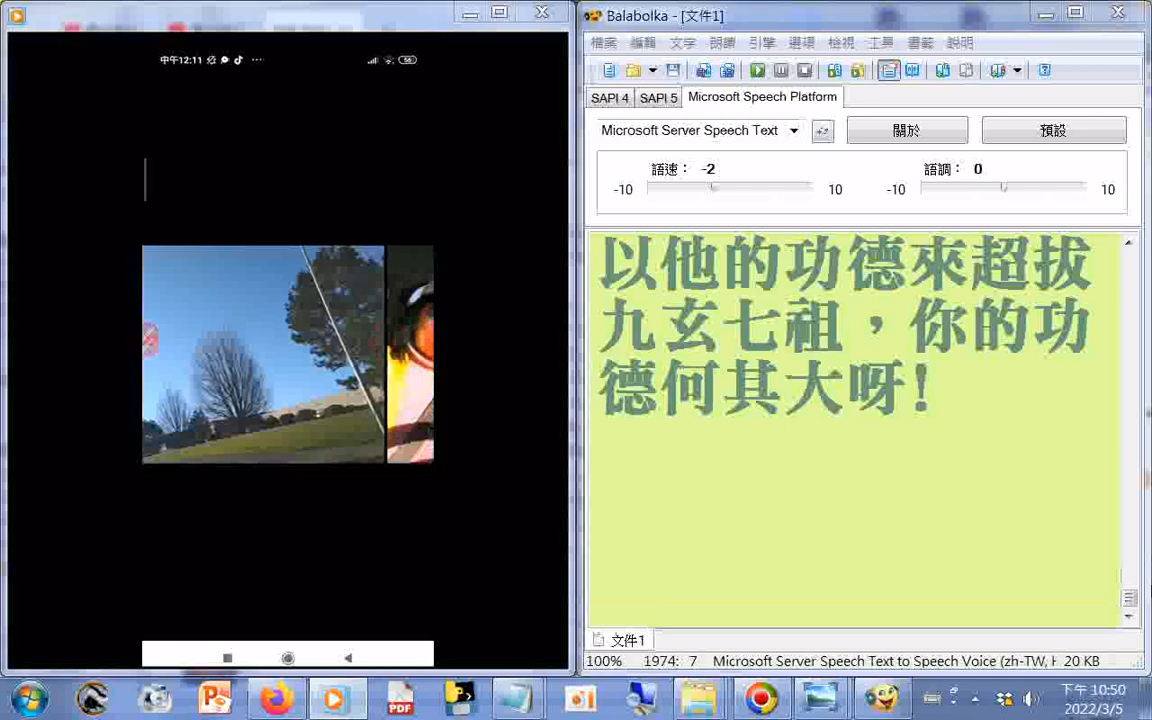 中午12:11
56
Balabolka - [文件1]
檔案 編輯 文字 朗讀 引擎 選項 檢視 工具 書籤 說明
SAPI 4 SAPI 5 Microsoft Speech Platform
Microsoft Server Speech Text 關於 預設
語速： -2 語調： 0
-10 10 -10 10
以他的功德來超拔
九玄七祖，你的功
德何其大呀！
文件1
100% 1974: 7 Microsoft Server Speech Text to Speech Voice (zh-TW, H 20 KB
PDF
下午 10:50
2022/3/5